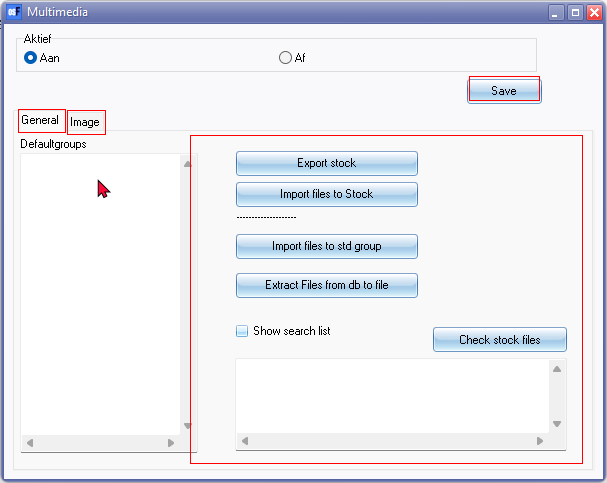 Multimedia
Aktief
Aan
Af
Save
General
Image
Defaultgroups
Export stock
Import files to Stock
--------------------
Import files to std group
Extract Files from db to file
Show search list
Check stock files